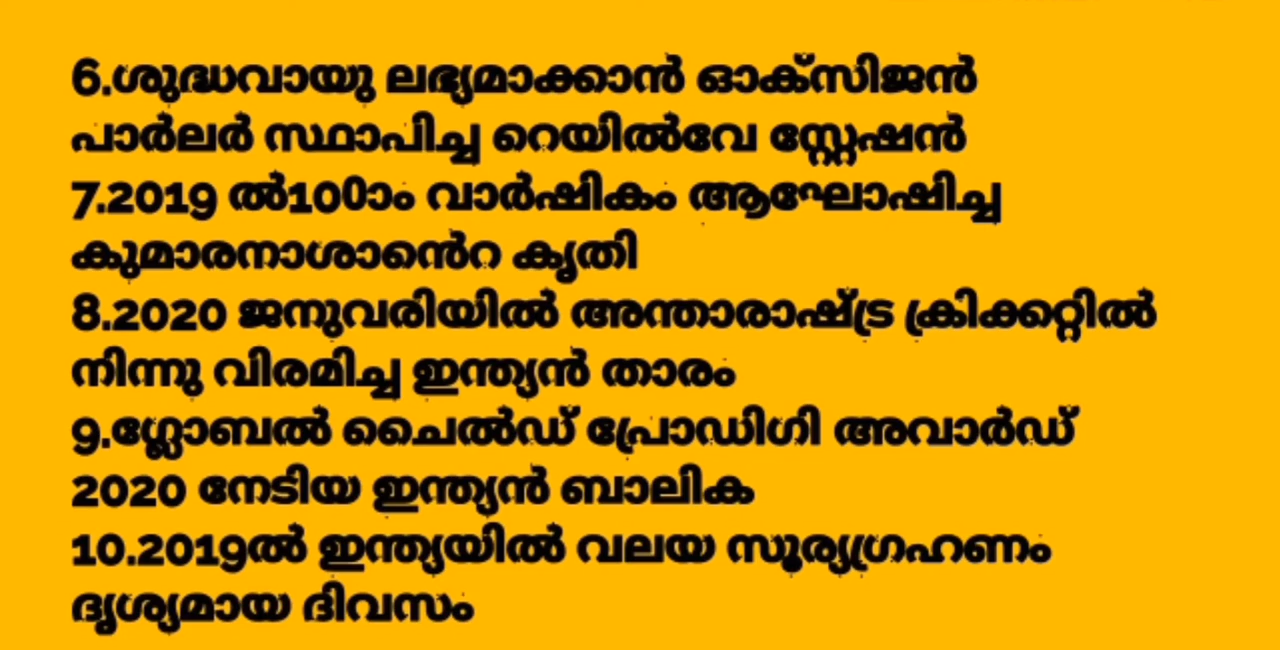 6.ശുദ്ധവായു ലഭ്യമാക്കാൻ ഓക്സിജൻ
പാർലർ സ്ഥാപിച്ച റെയിൽവേ സ്റ്റേഷൻ
7.2019 ൽ100ാം വാർഷികം ആഘോഷിച്ച
കുമാരനാശാന്റെ കൃതി
8.2020 ജനുവരിയിൽ അന്താരാഷ്ട്ര ക്രിക്കറ്റിൽ
നിന്നു വിരമിച്ച ഇന്ത്യൻ താരം
9.ഗ്ലോബൽ ചൈൽഡ് പ്രോഡിഗി അവാർഡ്
2020 നേടിയ ഇന്ത്യൻ ബാലിക
10.2019ൽ ഇന്ത്യയിൽ വലയ സൂര്യഗ്രഹണം
ദൃശ്യമായ ദിവസം